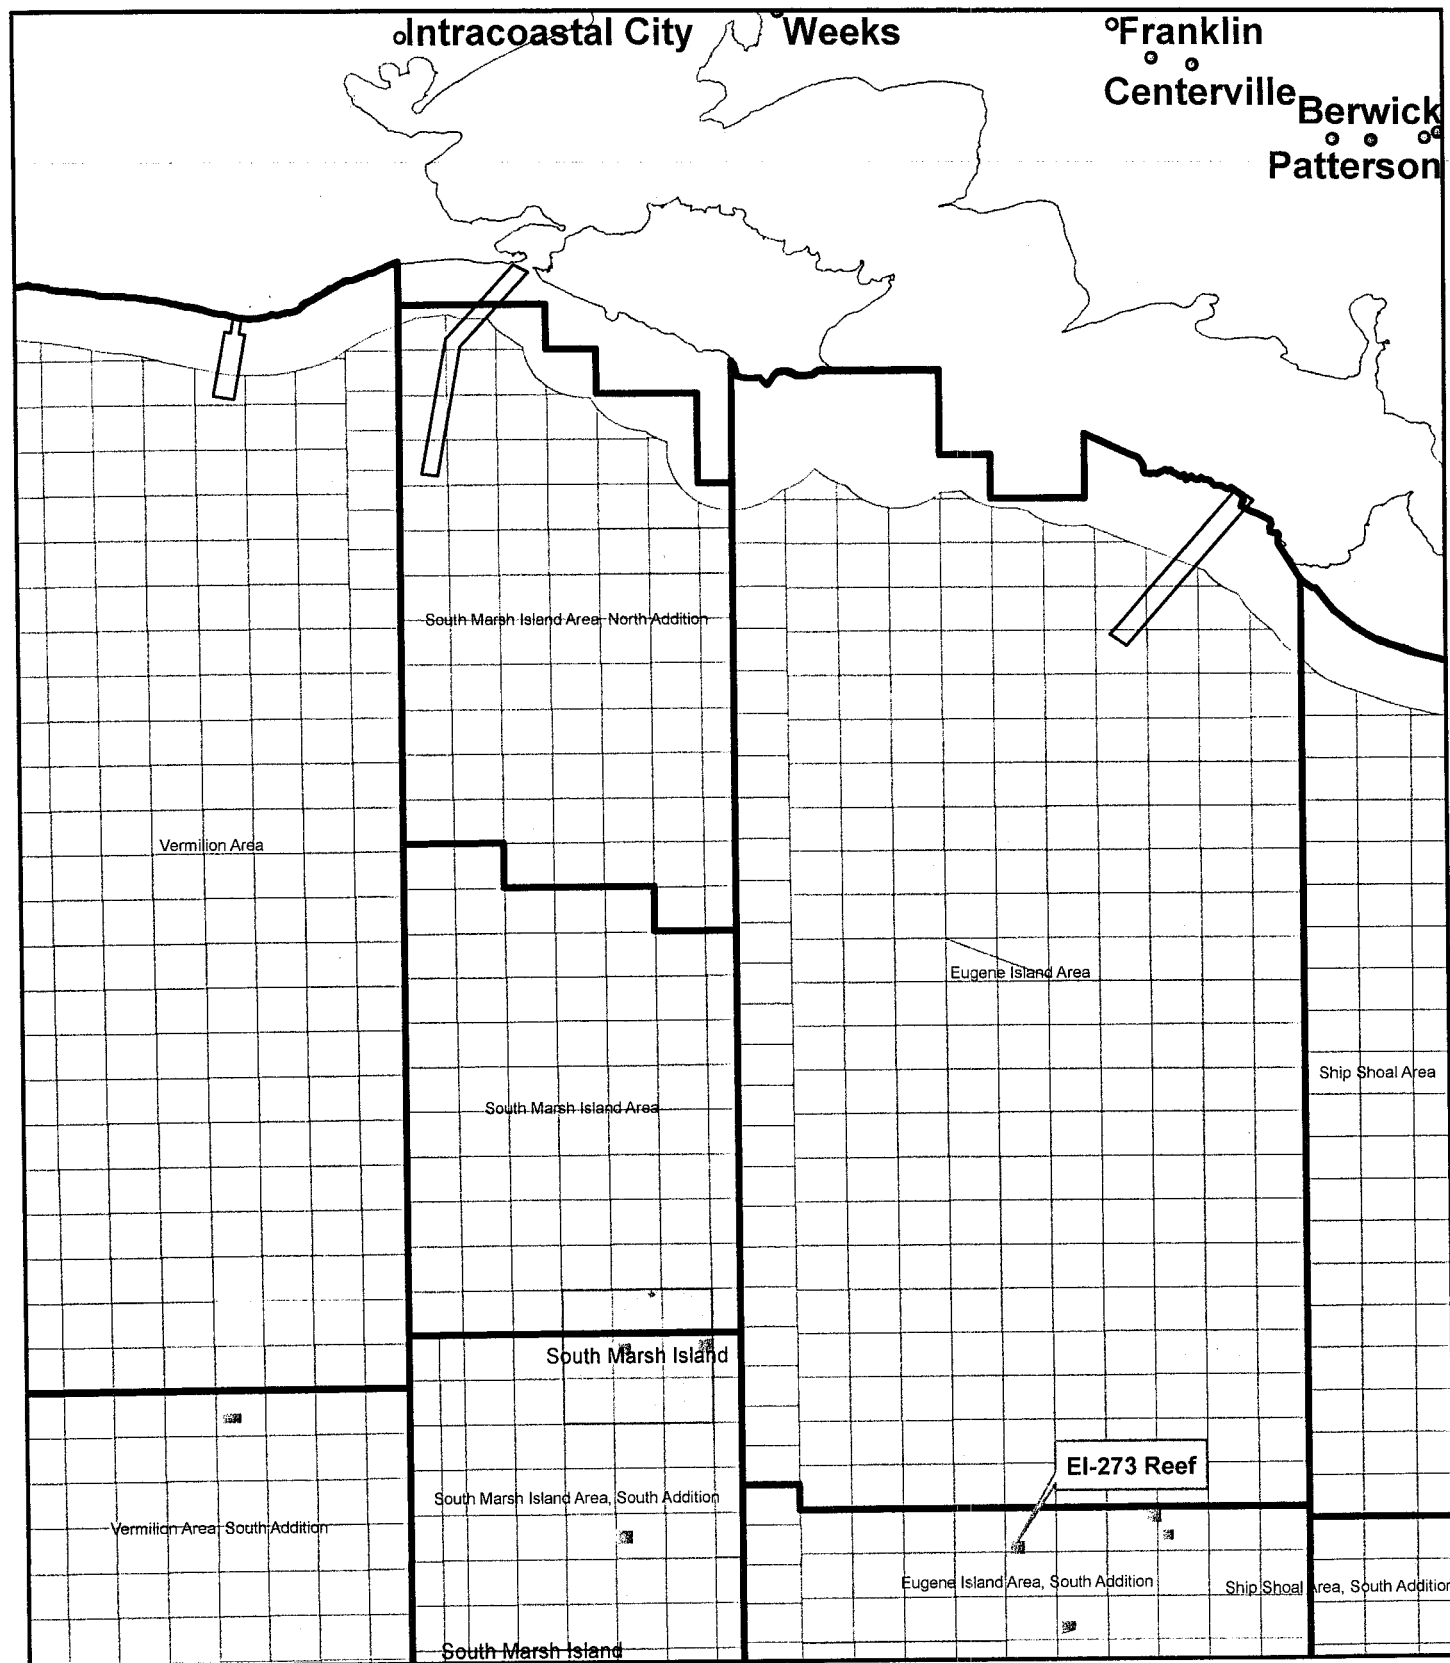 Intracoastal City
Weeks
Franklin
Centerville
Berwick
Patterson
South Marsh Island Area, North Addition
Vermilion Area
Eugene Island Area
Ship Shoal Area
South Marsh Island Area
South Marsh Island
EI-273 Reef
South Marsh Island Area, South Addition
Vermilion Area, South Addition
Eugene Island Area, South Addition
Ship Shoal Area, South Addition
South Marsh Island